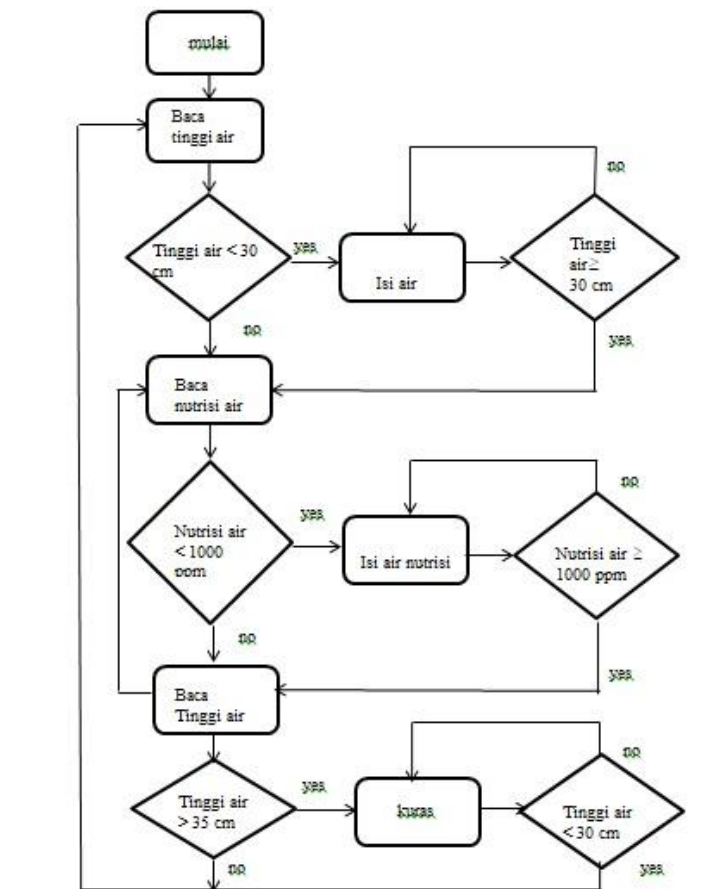 mulai
Baca
tinggi air
no
Tinggi air < 30
cm
yes
Isi air
Tinggi
air≥
30 cm
no
yes
Baca
nutrisi air
no
Nutrisi air
< 1000
ppm
yes
Isi air nutrisi
Nutrisi air ≥
1000 ppm
no
yes
Baca
Tinggi air
no
Tinggi air
> 35 cm
yes
kuras
Tinggi air
< 30 cm
no
yes